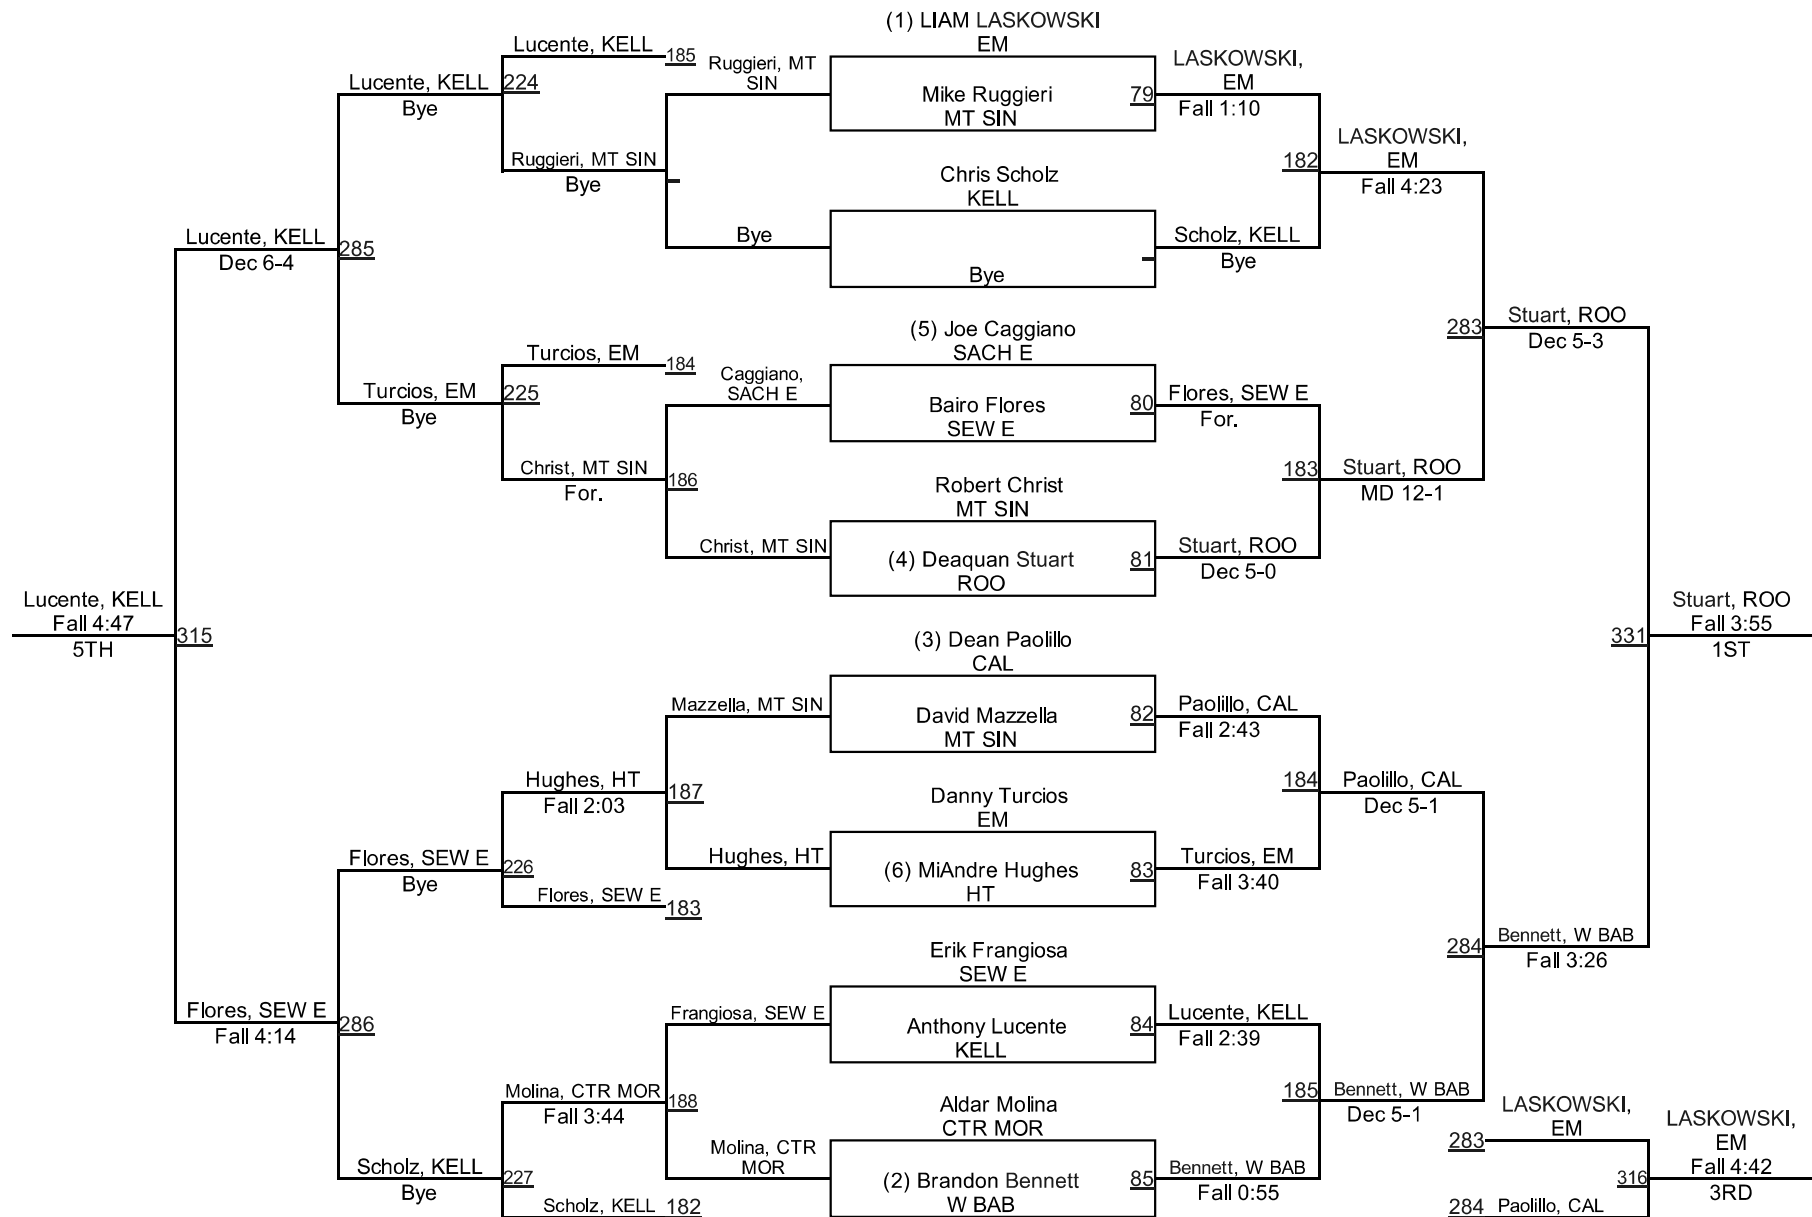 (1) LIAM LASKOWSKI
EM
Lucente, KELL
185
Ruggieri, MT
SIN
LASKOWSKI,
EM
Lucente, KELL
224
Mike Ruggieri
79
Bye
MT SIN
Fall 1:10
LASKOWSKI,
EM
Ruggieri, MT SIN
182
Bye
Chris Scholz
Fall 4:23
KELL
Lucente, KELL
Bye
Scholz, KELL
285
Dec 6-4
Bye
Bye
(5) Joe Caggiano
283
Stuart, ROO
Turcios, EM
SACH E
Dec 5-3
184
Caggiano,
SACH E
Turcios, EM
225
Bairo Flores
80
Flores, SEW E
Bye
SEW E
For.
Christ, MT SIN
186
183
Stuart, ROO
For.
Robert Christ
MD 12-1
MT SIN
Christ, MT SIN
(4) Deaquan Stuart
81
Stuart, ROO
ROO
Dec 5-0
Lucente, KELL
Stuart, ROO
Fall 4:47
315
(3) Dean Paolillo
331
Fall 3:55
5TH
CAL
1ST
Mazzella, MT SIN
David Mazzella
82
Paolillo, CAL
MT SIN
Fall 2:43
Hughes, HT
187
184
Paolillo, CAL
Fall 2:03
Danny Turcios
Dec 5-1
EM
Flores, SEW E
226
Hughes, HT
(6) MiAndre Hughes
83
Turcios, EM
Bye
HT
Fall 3:40
Flores, SEW E
183
Erik Frangiosa
284
Bennett, W BAB
SEW E
Fall 3:26
Flores, SEW E
286
Frangiosa, SEW E
Anthony Lucente
84
Lucente, KELL
Fall 4:14
KELL
Fall 2:39
Molina, CTR MOR
188
Aldar Molina
185
Bennett, W BAB
Fall 3:44
CTR MOR
Dec 5-1
LASKOWSKI,
EM
283
LASKOWSKI,
EM
Molina, CTR
MOR
Scholz, KELL
227
(2) Brandon Bennett
85
Bennett, W BAB
316
Fall 4:42
Bye
W BAB
Fall 0:55
3RD
Scholz, KELL
182
284
Paolillo, CAL